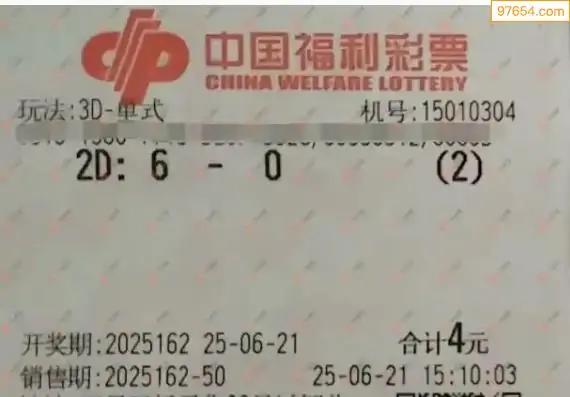 97654.com
中国福利彩票
CHINA WELFARE LOTTERY
玩法:3D-单式 机号:15010304
2D: 6 - 0 (2)
开奖期:2025162 25-06-21 合计4元
销售期:2025162-50 25-06-21 15:10:03